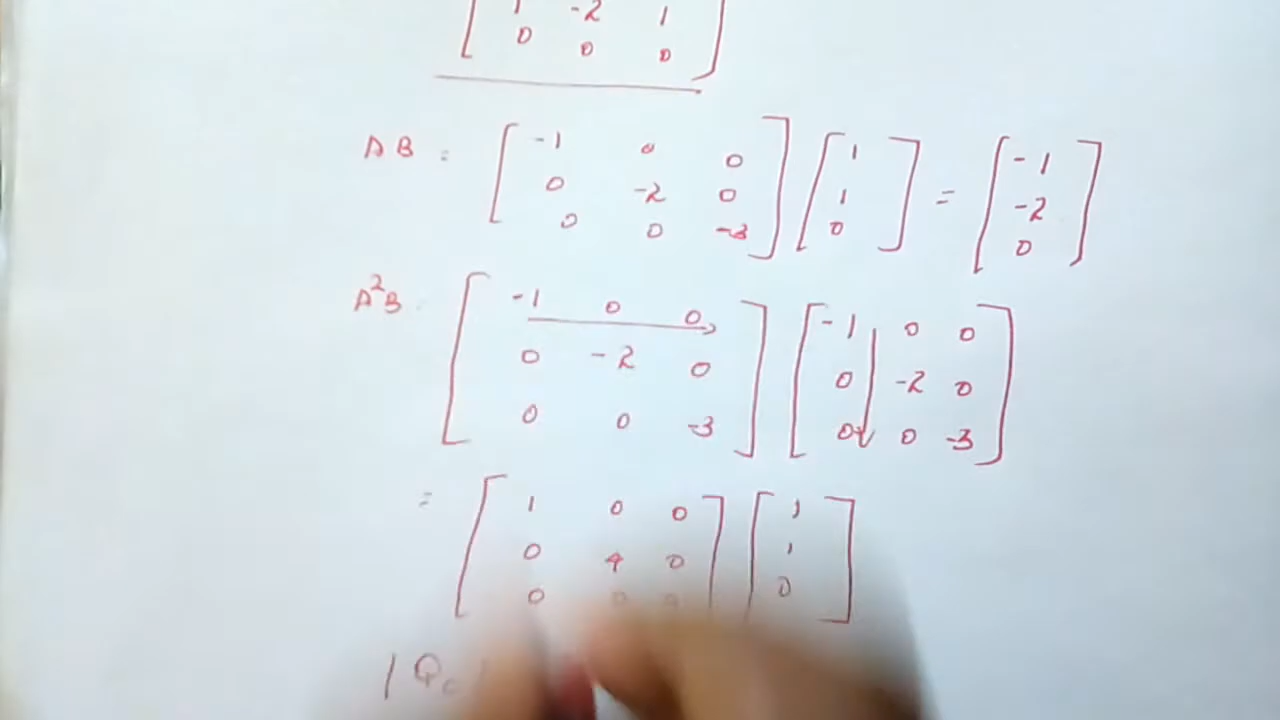 1 -2 1
0 0 0
AB = [ -1 0 0 ] [ 1 ] = [ -1 ]
0 -2 0 1 -2
0 0 -3 0 0
A²B [ -1 0 0 ] [ -1 0 0 ]
0 -2 0 0 -2 0
0 0 -3 0 0 -3
= [ 1 0 0 ] [ 1 ]
0 4 0 1
0 0 0
|Qc|